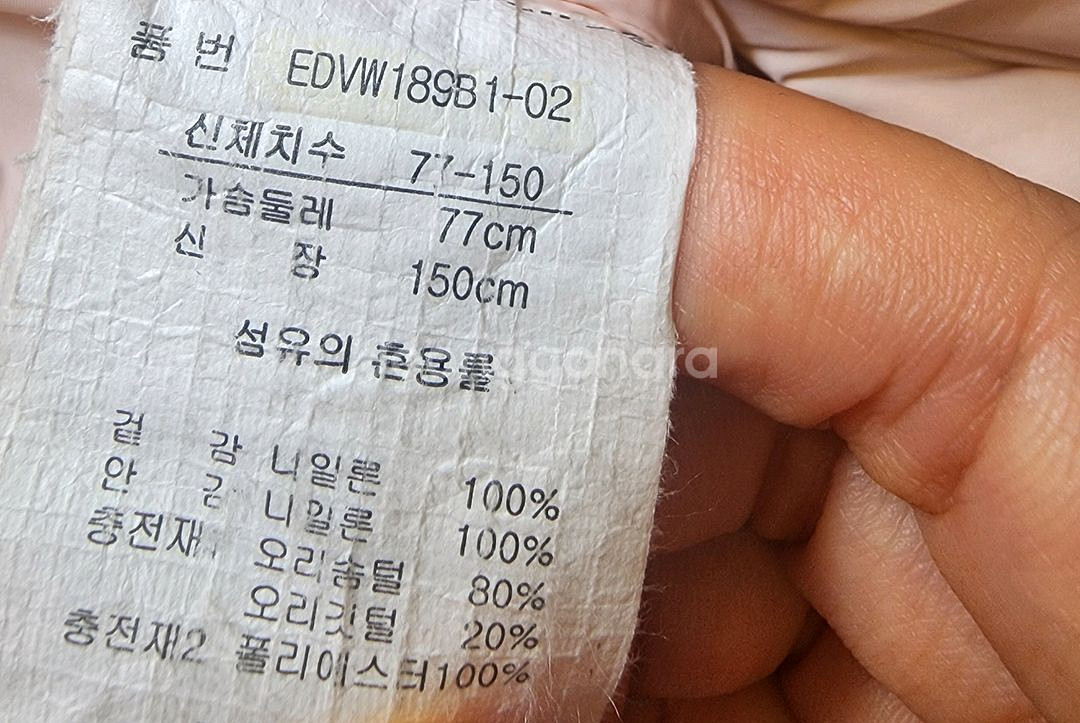 품 번 EDVW189B1-02
신체치수 77-150
가슴둘레 77cm
신 장 150cm
섬유의 혼용률
겉 감 나일론 100%
안 감 나일론 100%
충전재1 오리솜털 80%
오리깃털 20%
충전재2 폴리에스터100%